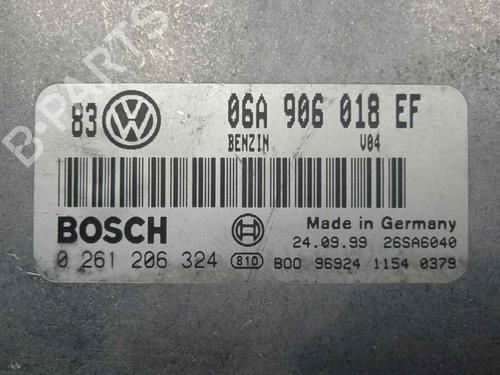 83 06A 906 018 EF
BENZIN V04
BOSCH Made in Germany
24.09.99 26SA6040
0 261 206 324 810 B00 96924 1154 0379
B-PARTS